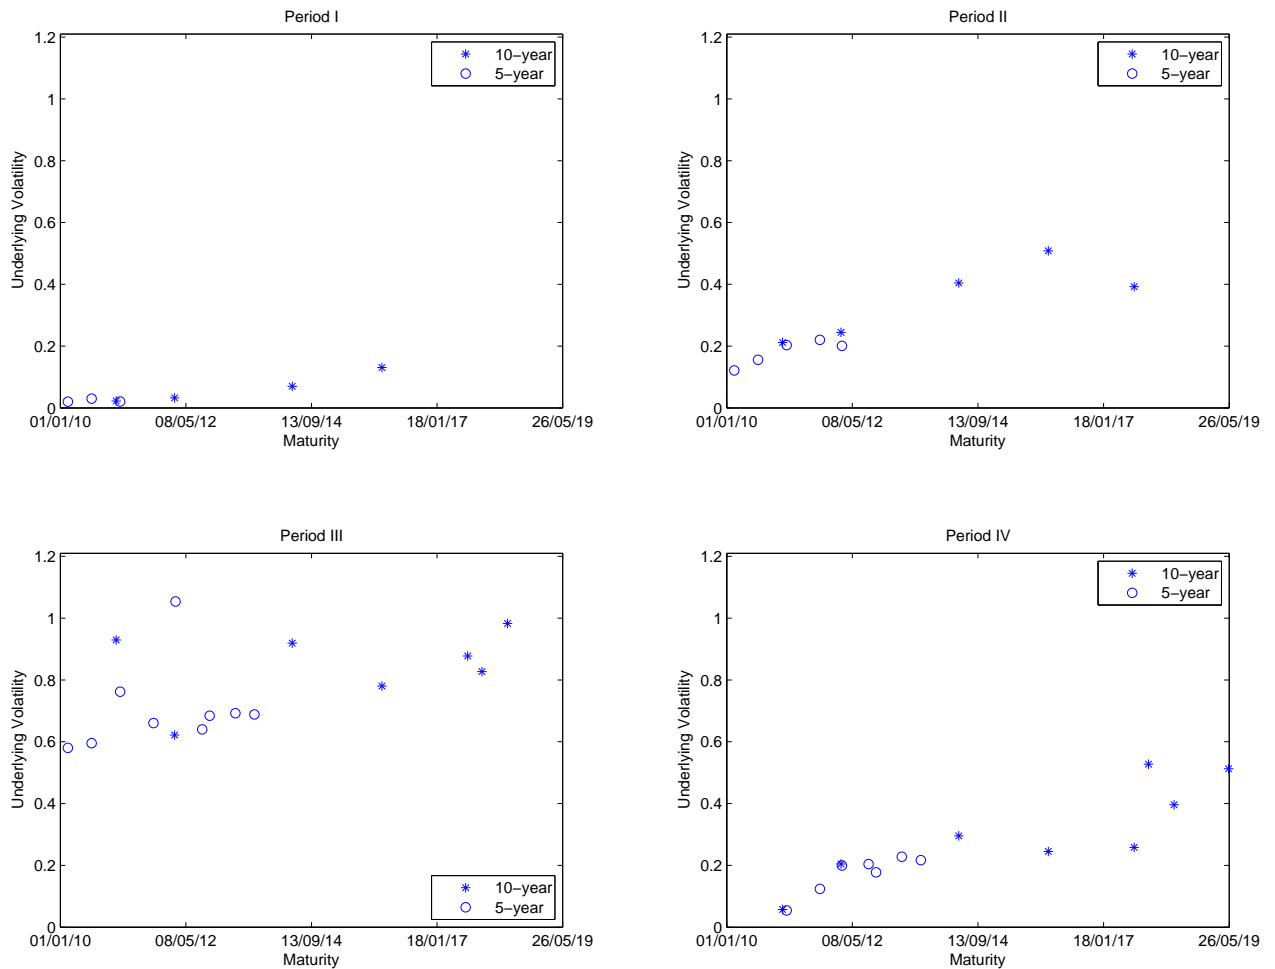 Period I
1.2
1
0.8
0.6
0.4
0.2
0
Underlying Volatility
10−year
5−year
01/01/10 08/05/12 13/09/14 18/01/17 26/05/19
Maturity
Period II
1.2
1
0.8
0.6
0.4
0.2
0
Underlying Volatility
10−year
5−year
01/01/10 08/05/12 13/09/14 18/01/17 26/05/19
Maturity
Period III
1.2
1
0.8
0.6
0.4
0.2
0
Underlying Volatility
10−year
5−year
01/01/10 08/05/12 13/09/14 18/01/17 26/05/19
Maturity
Period IV
1.2
1
0.8
0.6
0.4
0.2
0
Underlying Volatility
10−year
5−year
01/01/10 08/05/12 13/09/14 18/01/17 26/05/19
Maturity